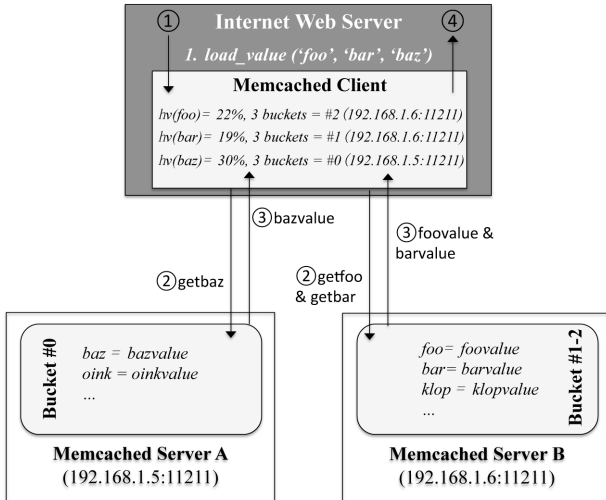 ① ④
Internet Web Server
1. load_value (‘foo’, ‘bar’, ‘baz’)
Memcached Client
hv(foo)= 22%, 3 buckets = #2 (192.168.1.6:11211)
hv(bar)= 19%, 3 buckets = #1 (192.168.1.6:11211)
hv(baz)= 30%, 3 buckets = #0 (192.168.1.5:11211)
③bazvalue
③foovalue &
barvalue
②getbaz
②getfoo
& getbar
Bucket #0
baz = bazvalue
oink = oinkvalue
...
Memcached Server A
(192.168.1.5:11211)
foo= foovalue
bar= barvalue
klop = klopvalue
...
Bucket #1-2
Memcached Server B
(192.168.1.6:11211)